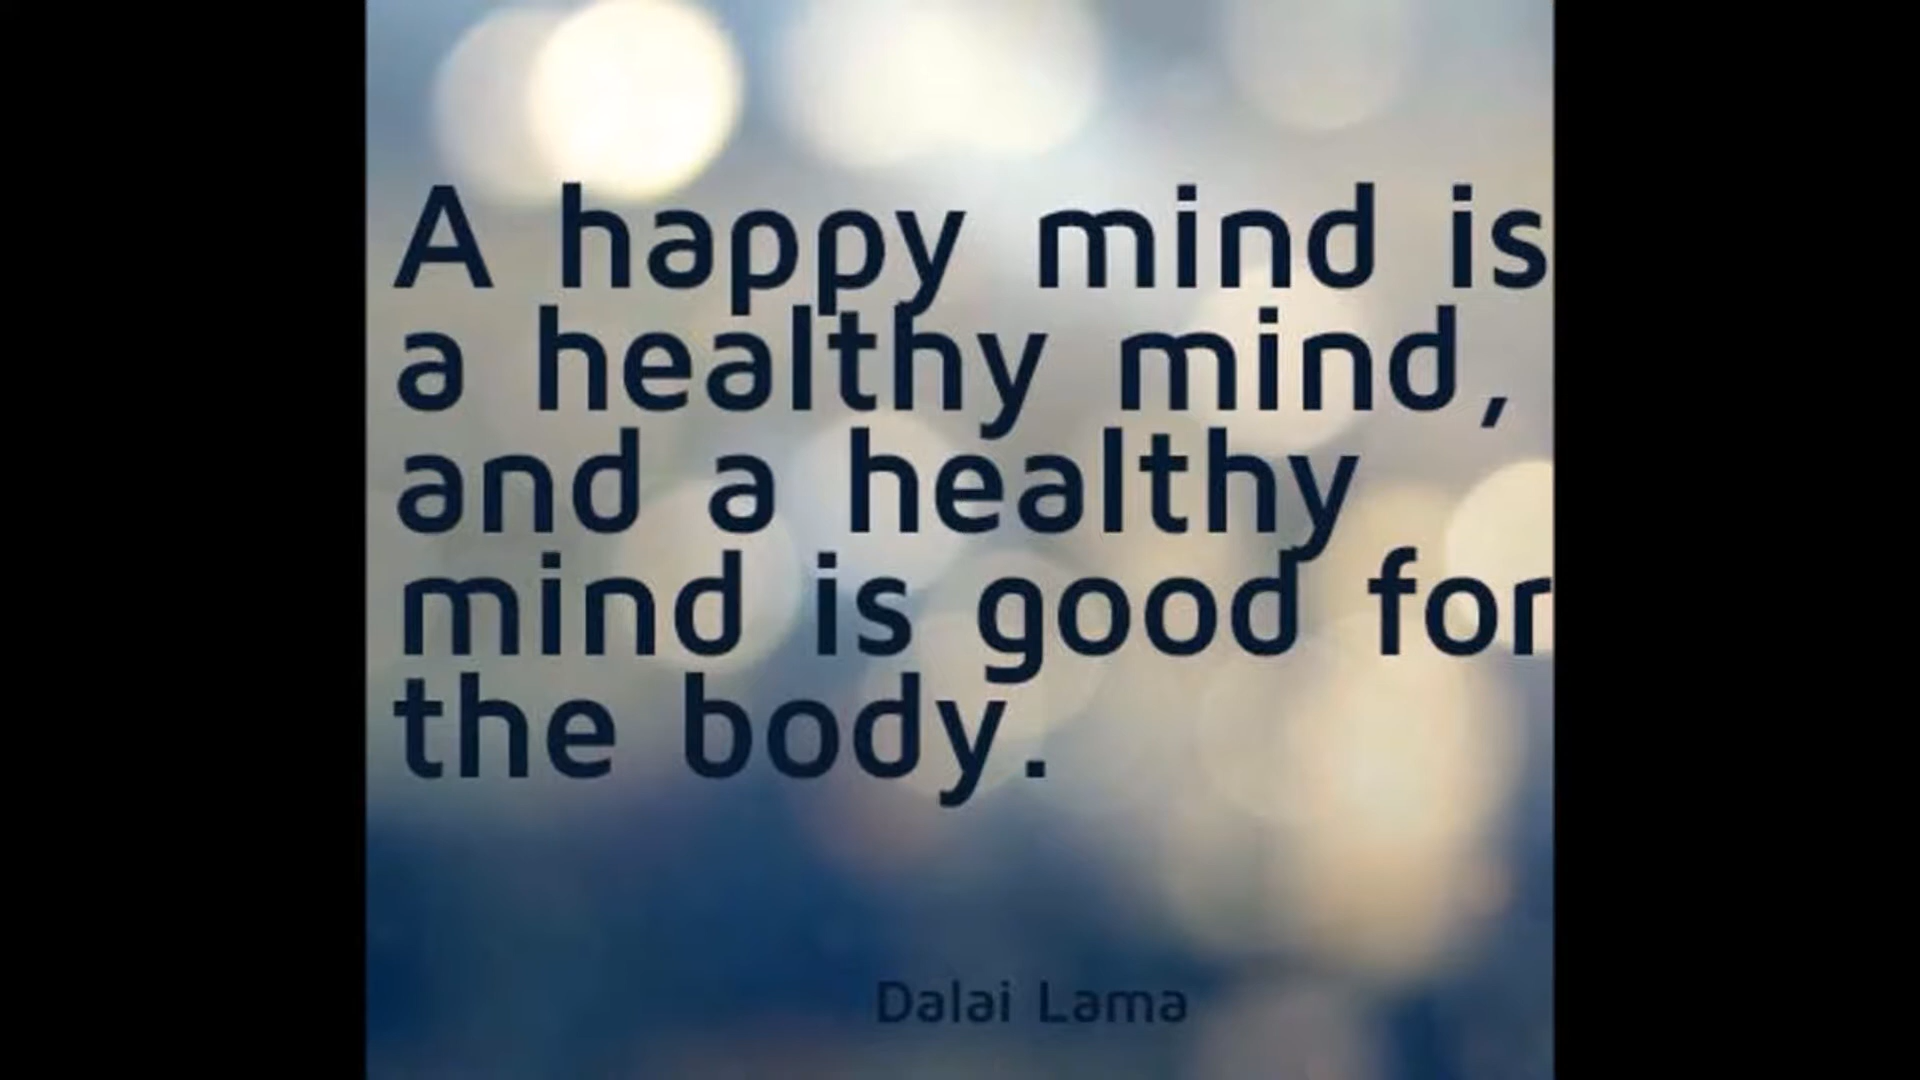 A happy mind is
a healthy mind,
and a healthy
mind is good for
the body.
Dalai Lama